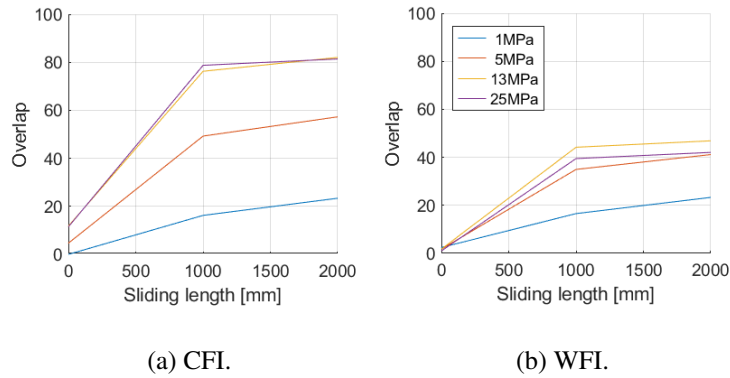 100
80
60
40
20
0
Overlap
0 500 1000 1500 2000
Sliding length [mm]
(a) CFI.
100
80
60
40
20
0
Overlap
1MPa
5MPa
13MPa
25MPa
0 500 1000 1500 2000
Sliding length [mm]
(b) WFI.